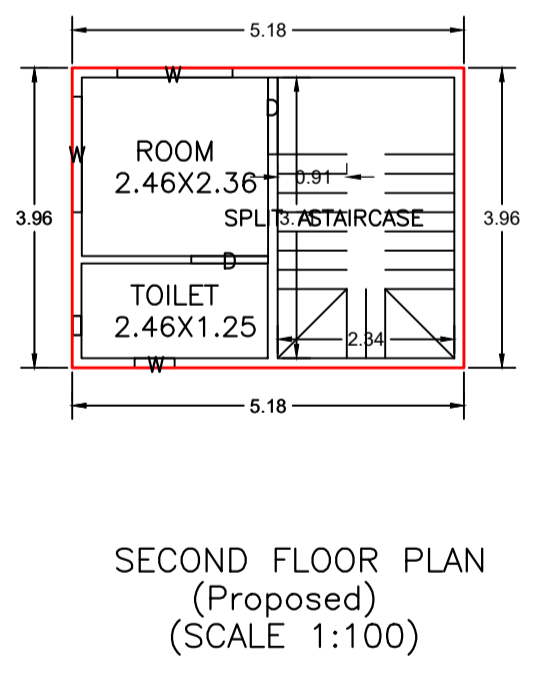 5.18
W
D
W
ROOM
2.46X2.36
0.91
3.96
3.96
SPLIT STAIRCASE
D
TOILET
2.46X1.25
2.34
W
5.18
SECOND FLOOR PLAN
(Proposed)
(SCALE 1:100)